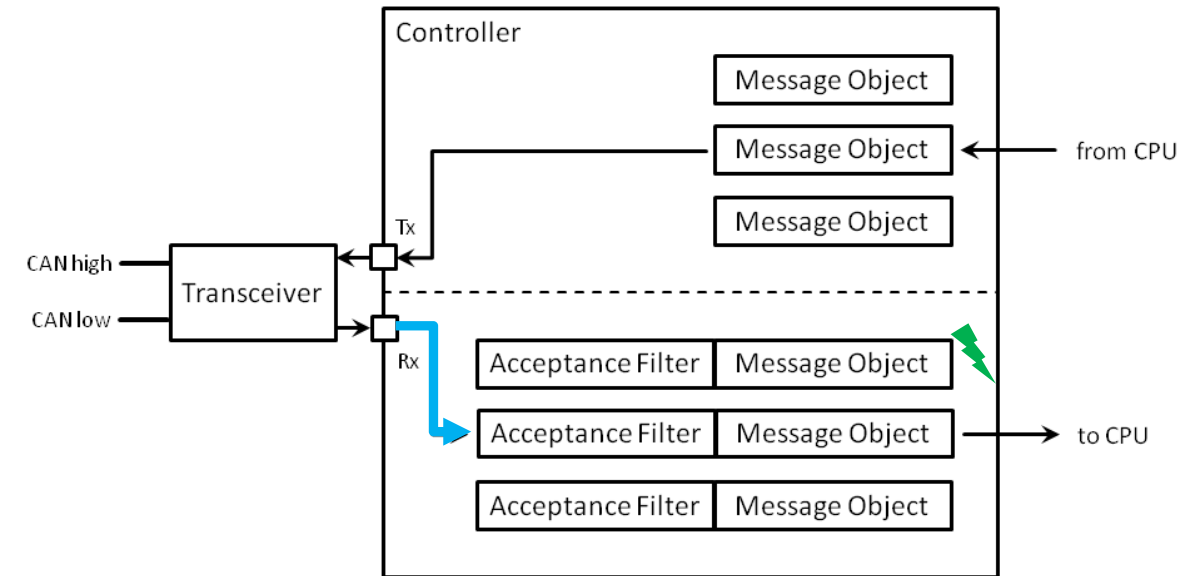 Controller
Message Object
Message Object
from CPU
Message Object
Tx
CAN high
Transceiver
CAN low
Rx
Acceptance Filter
Message Object
Acceptance Filter
Message Object
to CPU
Acceptance Filter
Message Object